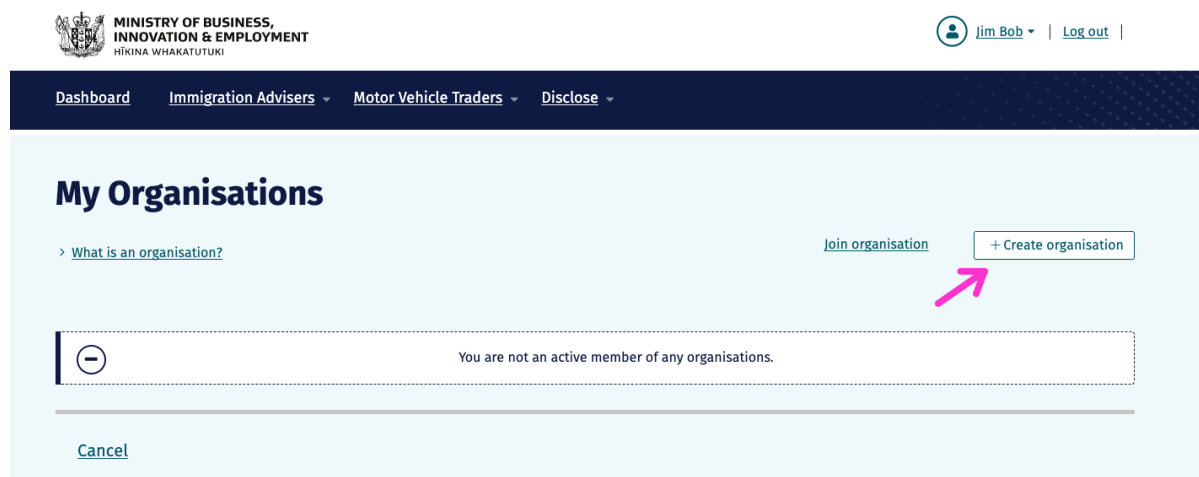 MINISTRY OF BUSINESS,
INNOVATION & EMPLOYMENT
HĪKINA WHAKATUTUKI
Jim Bob | Log out |
Dashboard Immigration Advisers Motor Vehicle Traders Disclose
My Organisations
> What is an organisation?
Join organisation
+ Create organisation
You are not an active member of any organisations.
Cancel